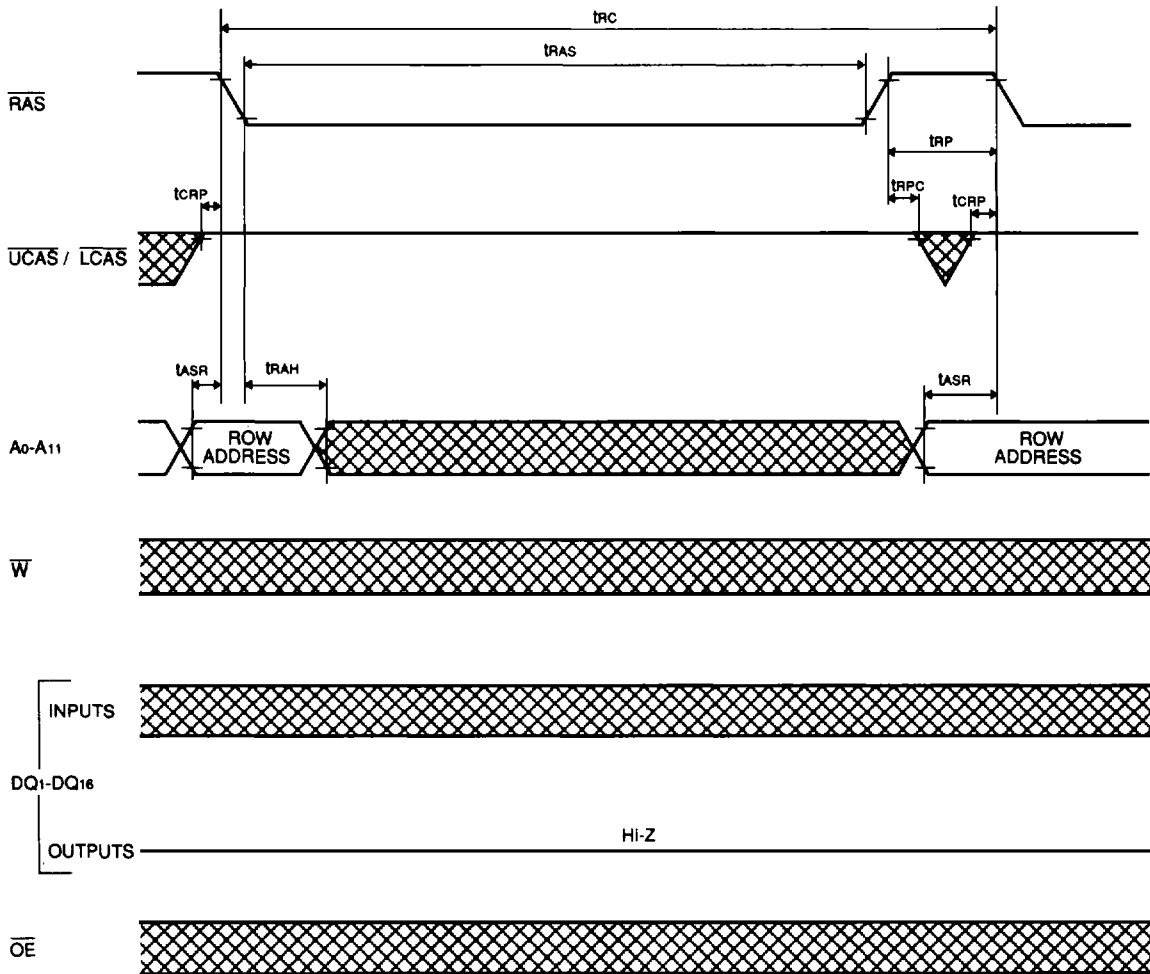 tRC
tRAS
RAS
tRP
tRPC
tCRP
tCRP
UCAS / LCAS
tASR
tRAH
tASR
A0-A11
ROW
ADDRESS
ROW
ADDRESS
W
INPUTS
DQ1-DQ16
Hi-Z
OUTPUTS
OE